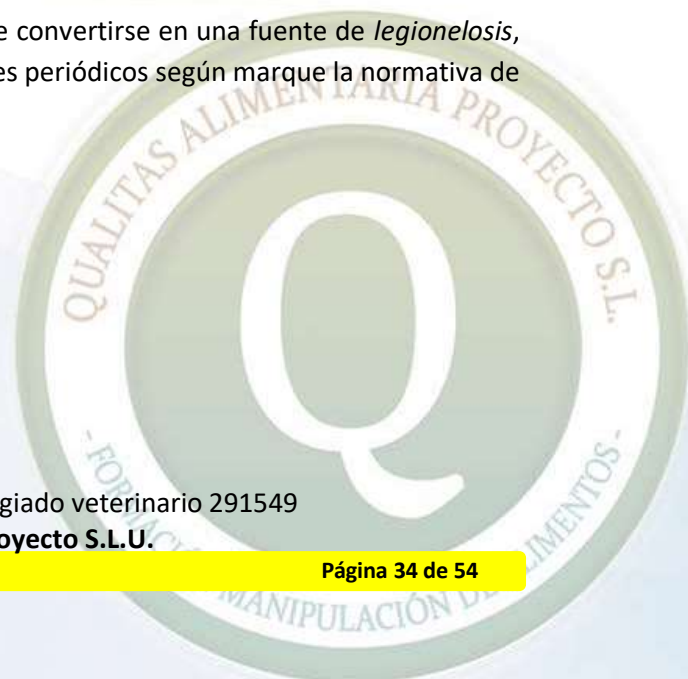 e convertirse en una fuente de legionelosis,
es periódicos según marque la normativa de
QUALITAS ALIMENTARIA PROYECTO S.L.
Q
giado veterinario 291549
oyecto S.L.U.
Página 34 de 54
- FORMACIÓN MANIPULACIÓN DE ALIMENTOS -